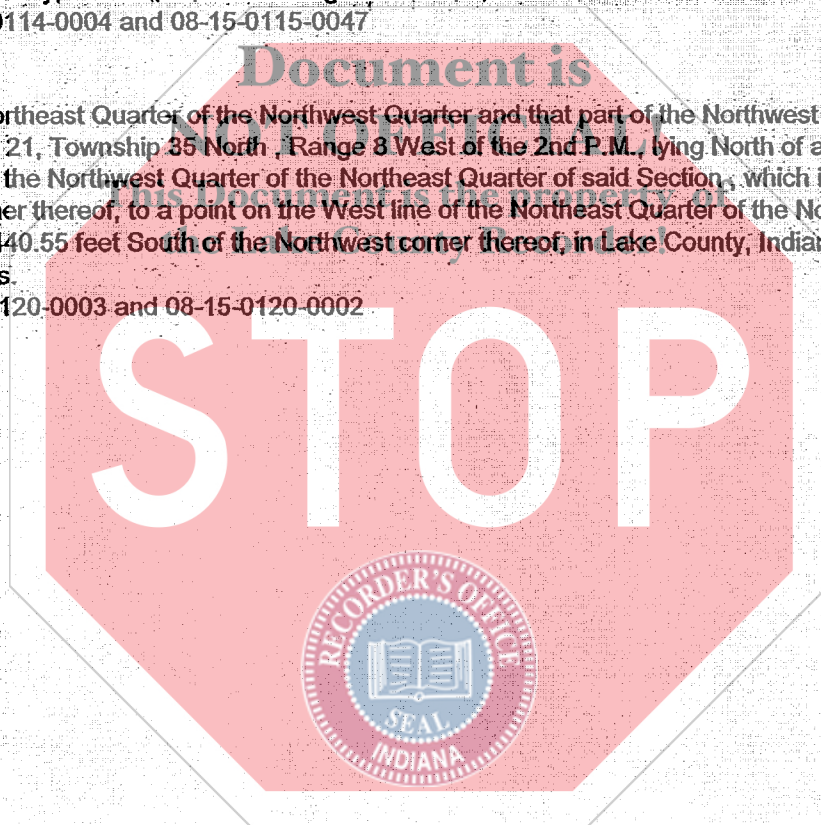 0114-0004 and 08-15-0115-0047
Document is
ortheast Quarter of the Northwest Quarter and that part of the Northwest
NOT OFFICIAL!
21, Township 35 North , Range 8 West of the 2nd P.M., lying North of a
the Northwest Quarter of the Northeast Quarter of said Section , which i
This Document is the property of
er thereof, to a point on the West line of the Northeast Quarter of the No
the Lake County Recorder!
40.55 feet South of the Northwest corner thereof, in Lake County, Indian
s.
120-0003 and 08-15-0120-0002
STOP
RECORDER'S OFFICE
SEAL
INDIANA